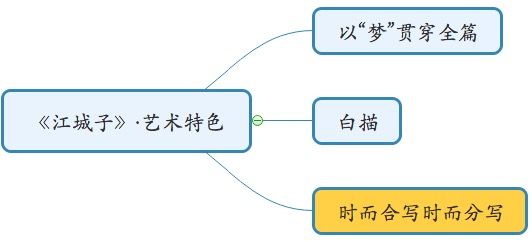 以“梦”贯穿全篇
《江城子》·艺术特色
白描
时而合写时而分写